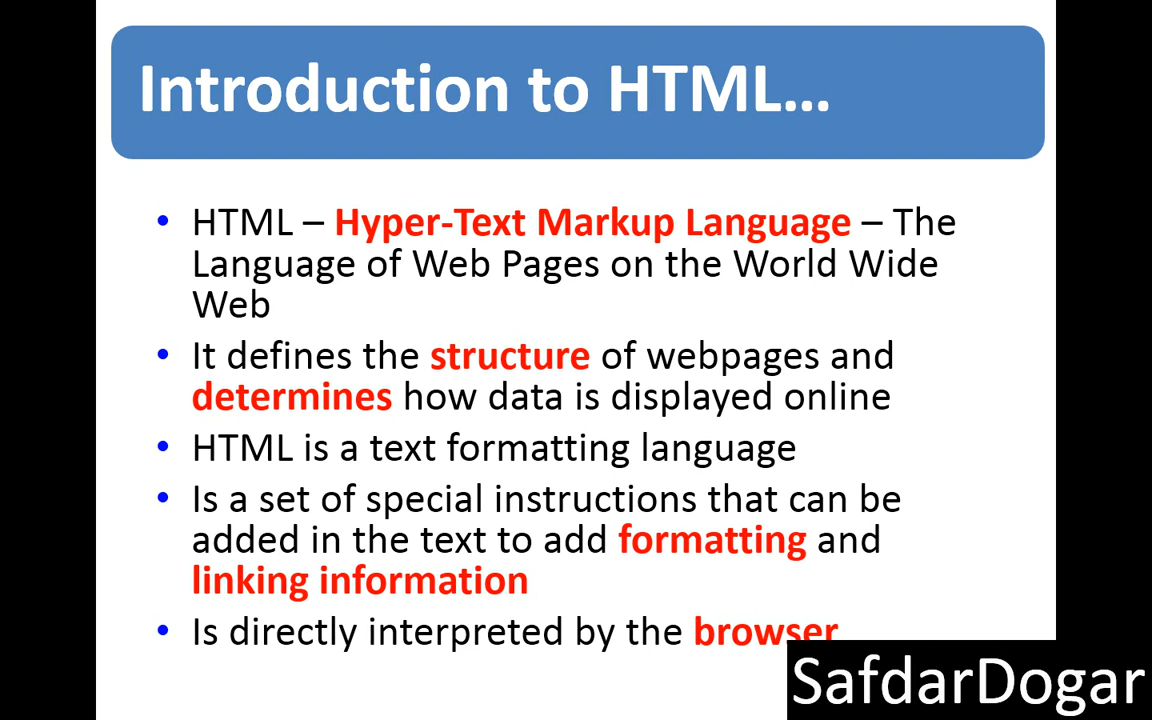 Introduction to HTML...
• HTML – Hyper-Text Markup Language – The
Language of Web Pages on the World Wide
Web
• It defines the structure of webpages and
determines how data is displayed online
• HTML is a text formatting language
• Is a set of special instructions that can be
added in the text to add formatting and
linking information
• Is directly interpreted by the browser
SafdarDogar